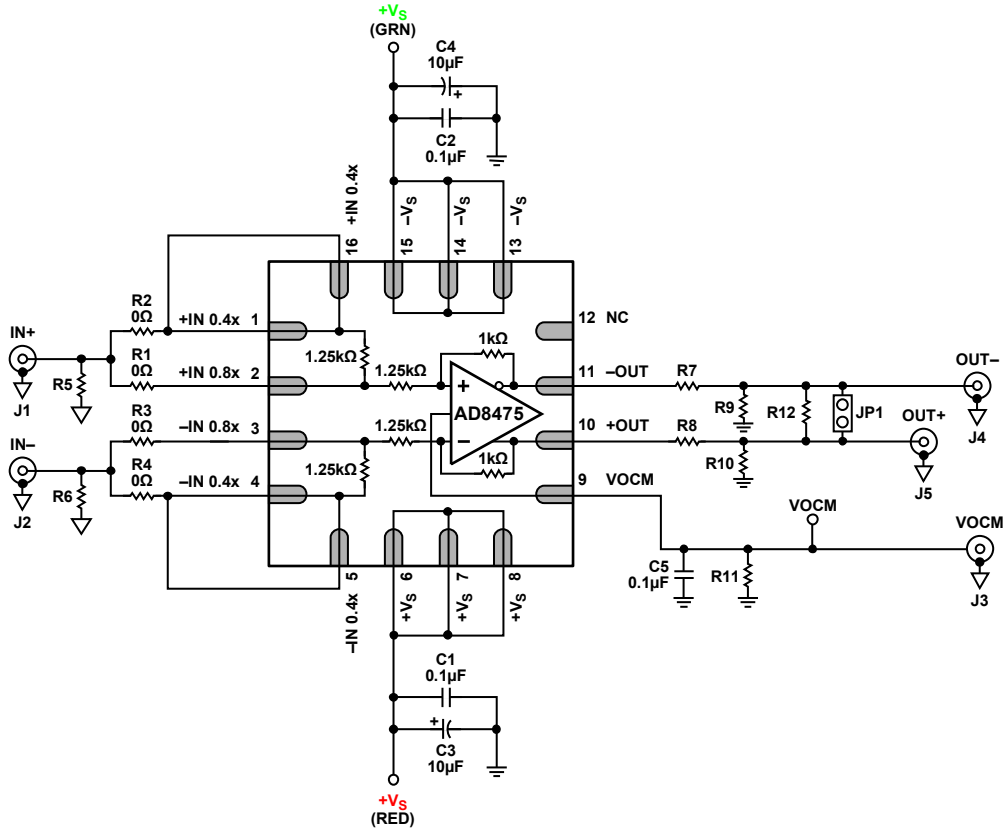 +VS
(GRN)
C4
10µF
C2
0.1µF
+IN 0.4x
16
–VS
15
–VS
14
–VS
13
R2
0Ω
+IN 0.4x 1
12 NC
IN+
R1
0Ω
1.25kΩ
1.25kΩ
1kΩ
+IN 0.8x 2
11 –OUT
R7
OUT–
R5
J1
AD8475
R9
R12
JP1
OUT+
J4
R3
0Ω
–IN 0.8x 3
1.25kΩ
10 +OUT
R8
IN–
R4
0Ω
1.25kΩ
1kΩ
R10
J5
R6
–IN 0.4x 4
9 VOCM
J2
VOCM
VOCM
C5
0.1µF
R11
J3
5
–IN 0.4x
6
+VS
7
+VS
8
+VS
C1
0.1µF
C3
10µF
+VS
(RED)